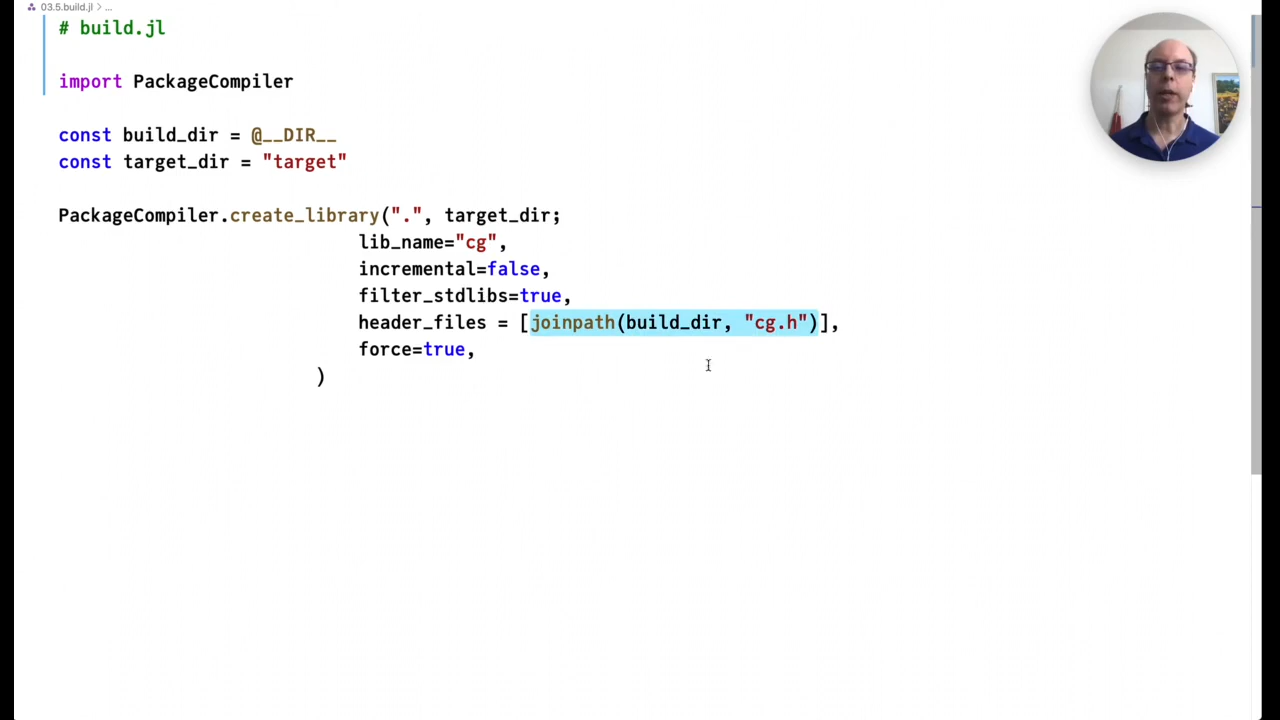 03.5.build.jl > ...
# build.jl
import PackageCompiler
const build_dir = @__DIR__
const target_dir = "target"
PackageCompiler.create_library(".", target_dir;
lib_name="cg",
incremental=false,
filter_stdlibs=true,
header_files = [joinpath(build_dir, "cg.h")],
force=true,
)